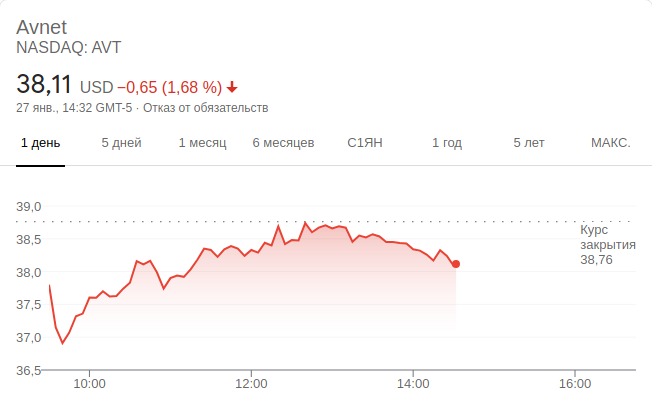 Avnet
NASDAQ: AVT
38,11 USD −0,65 (1,68 %)
27 янв., 14:32 GMT-5 · Отказ от обязательств
1 день 5 дней 1 месяц 6 месяцев С1ЯН 1 год 5 лет МАКС.
39,0
38,5
38,0
37,5
37,0
36,5
Курс
закрытия
38,76
10:00 12:00 14:00 16:00